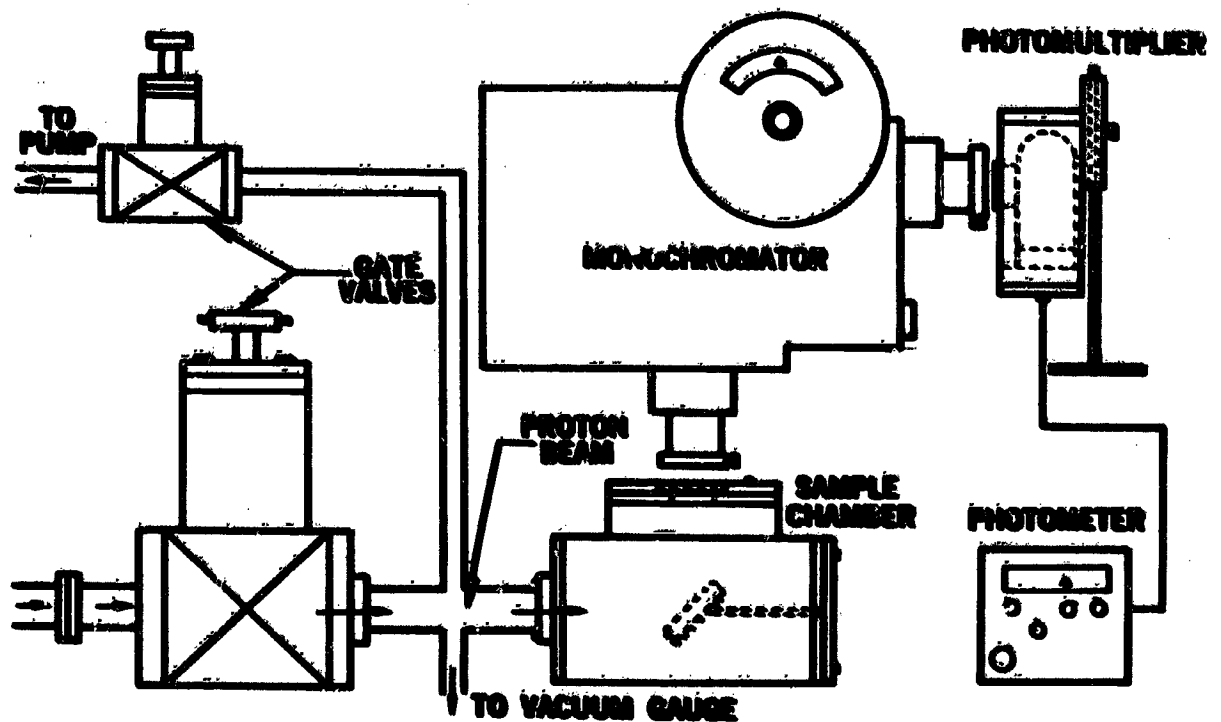 PHOTOMULTIPLIER
TO
PUMP
MONOCHROMATOR
GATE
VALVES
PROTON
BEAM
SAMPLE
CHAMBER
PHOTOMETER
TO VACUUM GAUGE